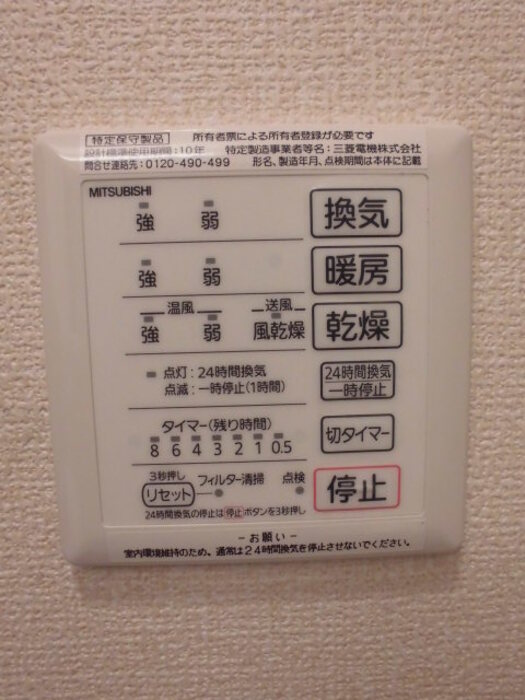 特定保守製品 所有者票による所有者登録が必要です
設計標準使用期間:10年 特定製造事業者等名:三菱電機株式会社
問合せ連絡先:0120-490-499 形名、製造年月、点検期間は本体に記載
MITSUBISHI
強 弱 換気
強 弱 暖房
温風 送風
強 弱 風乾燥 乾燥
点灯:24時間換気
点滅:一時停止(1時間)
24時間換気
一時停止
タイマー(残り時間)
8 6 4 3 2 1 0.5
切タイマー
3秒押し
リセット フィルター清掃 点検
停止
24時間換気の停止は停止ボタンを3秒押し
-お願い-
室内環境維持のため、通常は24時間換気を停止させないでください。